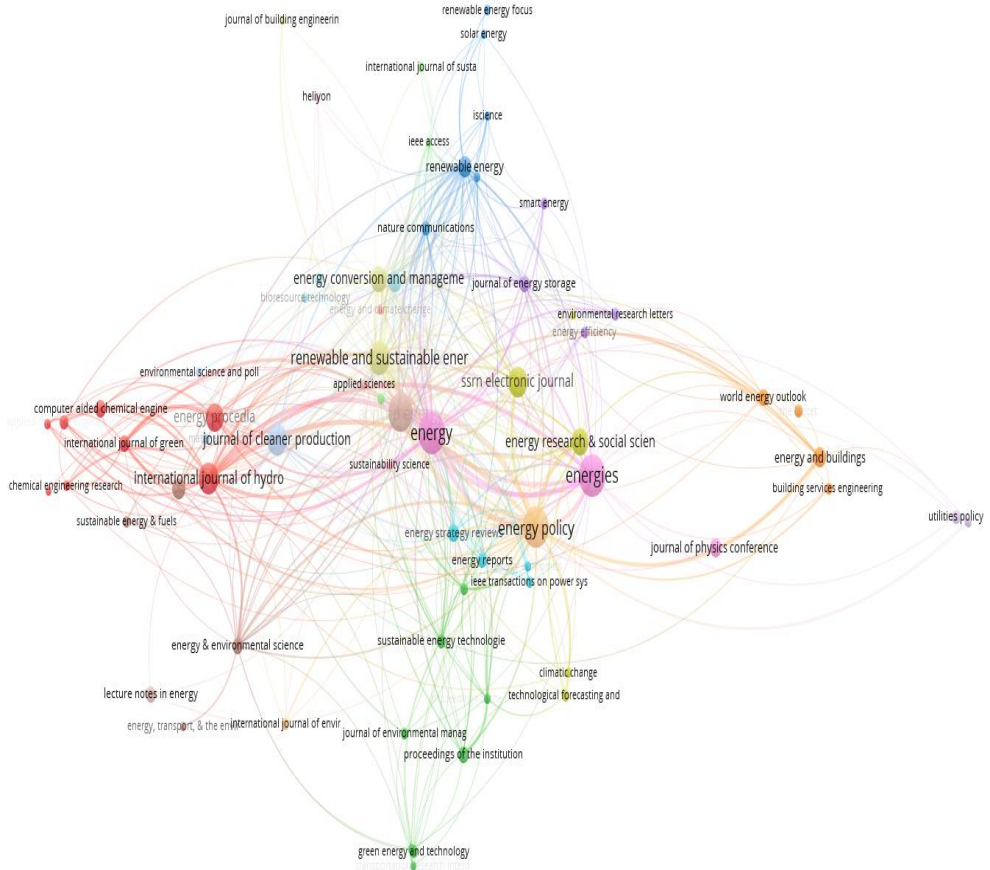 renewable energy focus
journal of building engineerin
solar energy
international journal of susta
heliyon
iscience
ieee access
renewable energy
smart energy
nature communications
energy conversion and manageme
journal of energy storage
bioresource technology
energy and climatechange
environmental research letters
energy efficiency
renewable and sustainable ener
environmental science and poll
applied sciences
ssrn electronic journal
world energy outlook
computer aided chemical engine
energy procedia
energy
international journal of green
journal of cleaner production
energy research & social scien
energy and buildings
sustainability science
international journal of hydro
energies
chemical engineering research
building services engineering
sustainable energy & fuels
utilities policy
energy strategy reviews
energy policy
journal of physics conference
energy reports
ieee transactions on power sys
energy & environmental science
sustainable energy technologie
climatic change
lecture notes in energy
technological forecasting and
energy, transport, & the envir
international journal of envir
journal of environmental manag
proceedings of the institution
green energy and technology